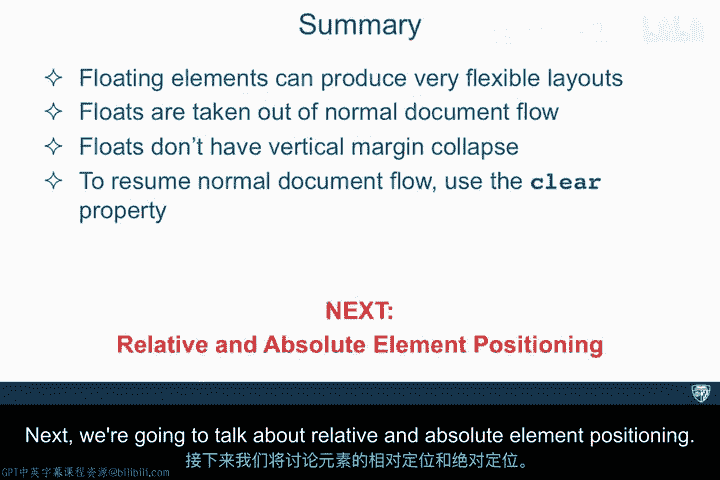 Summary
Floating elements can produce very flexible layouts
Floats are taken out of normal document flow
Floats don't have vertical margin collapse
To resume normal document flow, use the clear
property
NEXT:
Relative and Absolute Element Positioning
Next, we're going to talk about relative and absolute element positioning.
接下来我们将讨论元素的相对定位和绝对定位。
GPT中英字幕课程资源@bilibili.com